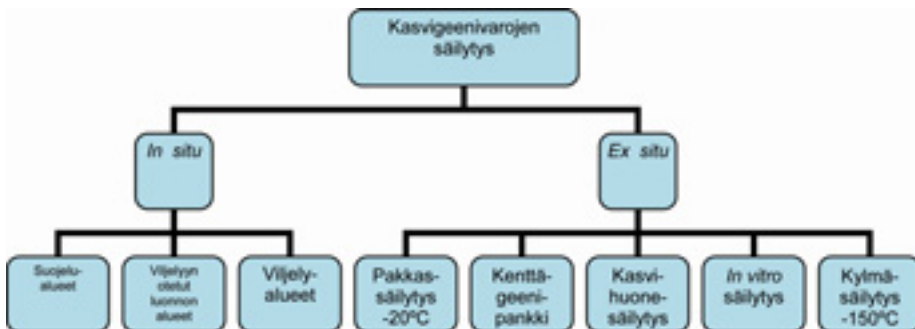 Kasvigeenivarojen
säilytys
In situ
Ex situ
Suojelu-
alueet
Viljelyyn
otetut
luonnon
alueet
Viljely-
alueet
Pakkas-
säilytys
-20ºC
Kenttä-
geeni-
pankki
Kasvi-
huone-
säilytys
In vitro
säilytys
Kylmä-
säilytys
-150ºC